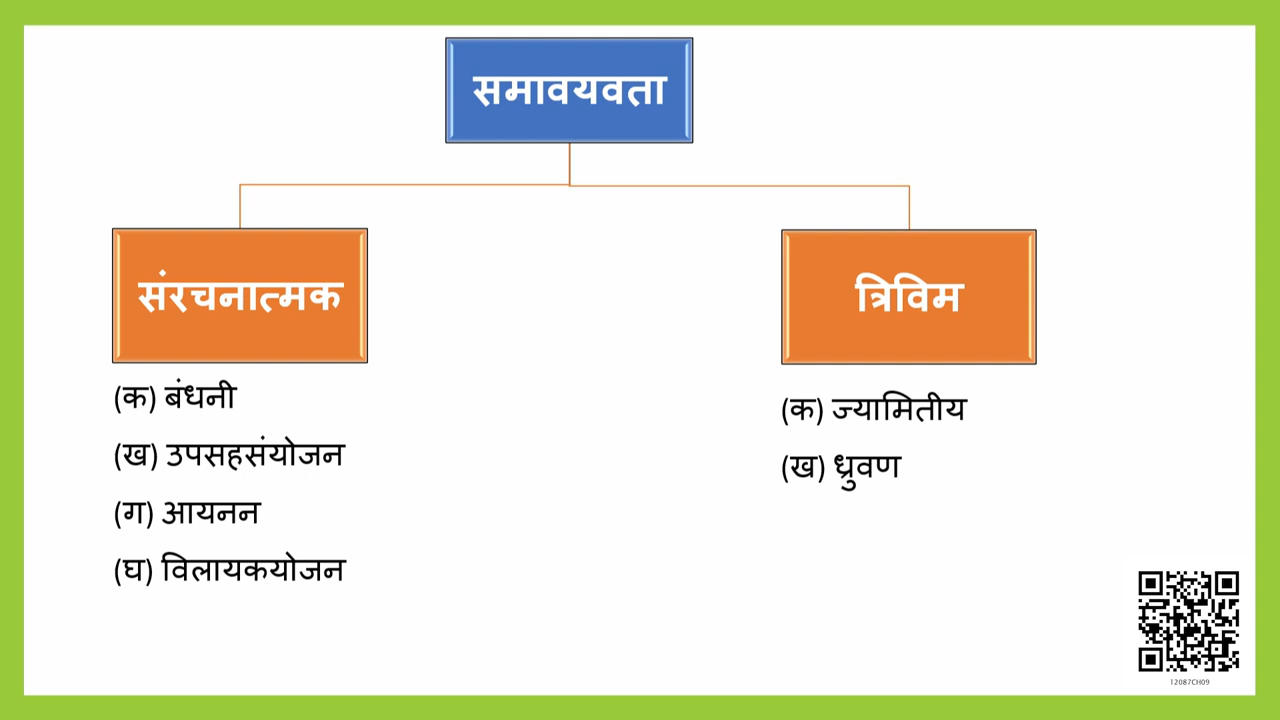 समावयवता
संरचनात्मक
(क) बंधनी
(ख) उपसहसंयोजन
(ग) आयनन
(घ) विलायकयोजन
त्रिविम
(क) ज्यामितीय
(ख) ध्रुवण
12087CH09